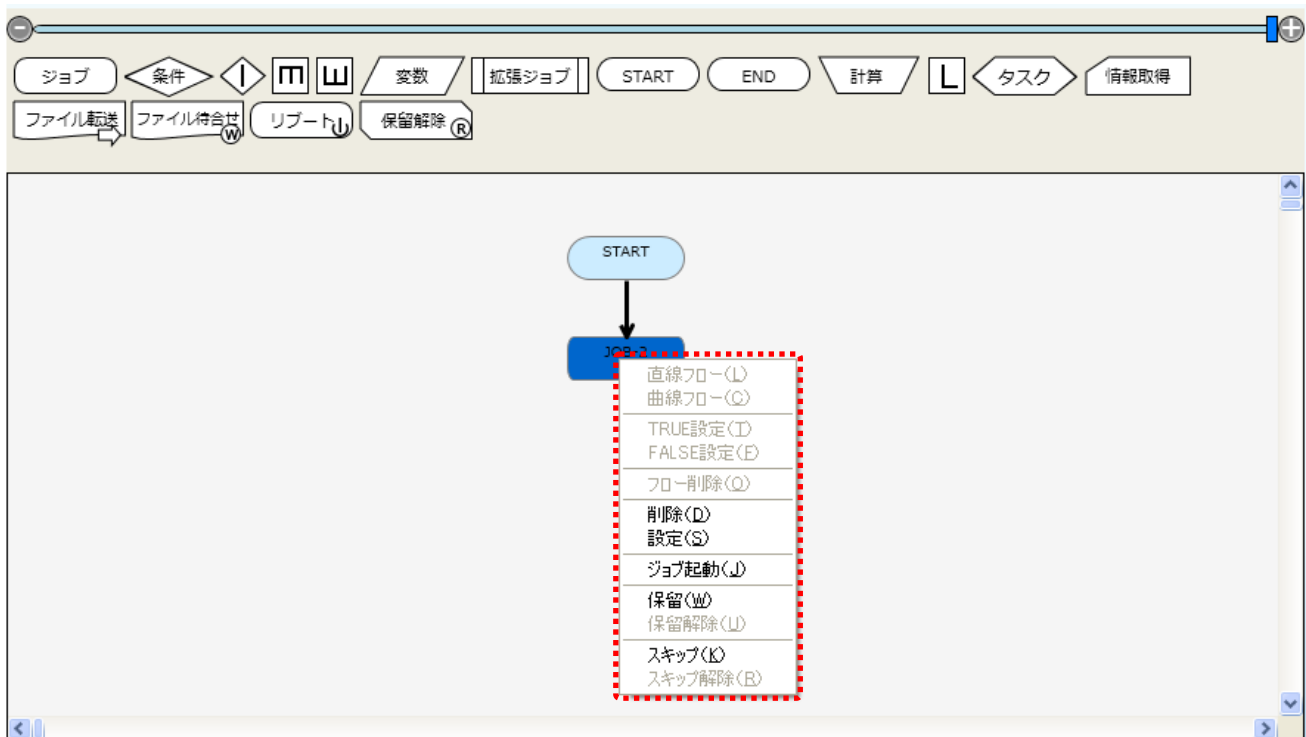 ジョブ 条件 変数 拡張ジョブ START END 計算 L タスク 情報取得
ファイル転送 ファイル待合せ W リブート 保留解除 R
START
JOB-2
直線フロー(L)
曲線フロー(C)
TRUE設定(T)
FALSE設定(F)
フロー削除(O)
削除(D)
設定(S)
ジョブ起動(J)
保留(W)
保留解除(U)
スキップ(K)
スキップ解除(R)